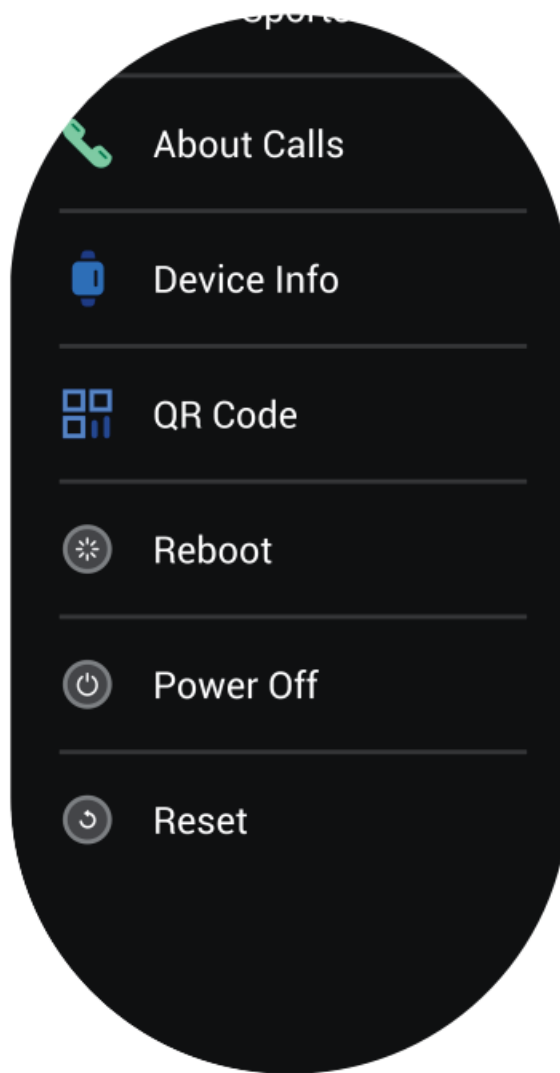 About Calls
Device Info
QR Code
Reboot
Power Off
Reset